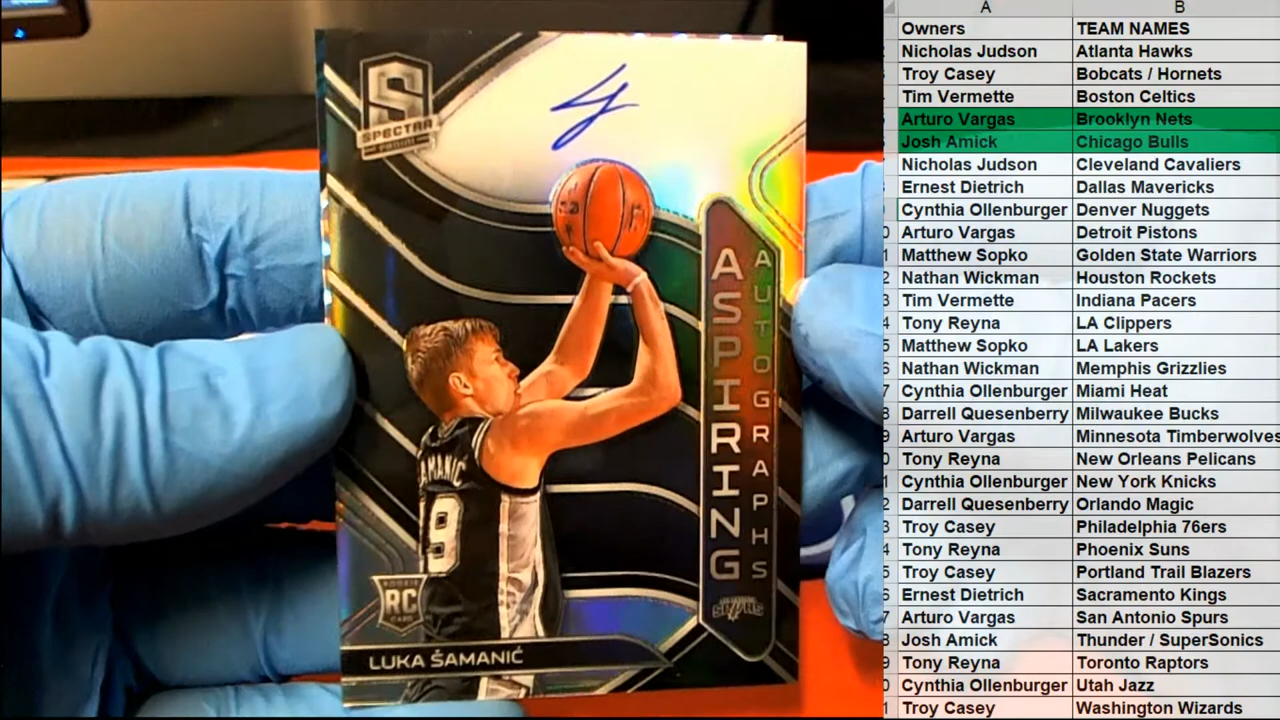 S
SPECTRA
PANINI
ASPIRING
AUTOGRAPHS
ŠAMANIĆ
9
ROOKIE
RC
CARD
SPURS
LUKA ŠAMANIĆ
A B
Owners TEAM NAMES
Nicholas Judson Atlanta Hawks
Troy Casey Bobcats / Hornets
Tim Vermette Boston Celtics
Arturo Vargas Brooklyn Nets
Josh Amick Chicago Bulls
Nicholas Judson Cleveland Cavaliers
Ernest Dietrich Dallas Mavericks
Cynthia Ollenburger Denver Nuggets
Arturo Vargas Detroit Pistons
Matthew Sopko Golden State Warriors
Nathan Wickman Houston Rockets
Tim Vermette Indiana Pacers
Tony Reyna LA Clippers
Matthew Sopko LA Lakers
Nathan Wickman Memphis Grizzlies
Cynthia Ollenburger Miami Heat
Darrell Quesenberry Milwaukee Bucks
Arturo Vargas Minnesota Timberwolves
Tony Reyna New Orleans Pelicans
Cynthia Ollenburger New York Knicks
Darrell Quesenberry Orlando Magic
Troy Casey Philadelphia 76ers
Tony Reyna Phoenix Suns
Troy Casey Portland Trail Blazers
Ernest Dietrich Sacramento Kings
Arturo Vargas San Antonio Spurs
Josh Amick Thunder / SuperSonics
Tony Reyna Toronto Raptors
Cynthia Ollenburger Utah Jazz
Troy Casey Washington Wizards